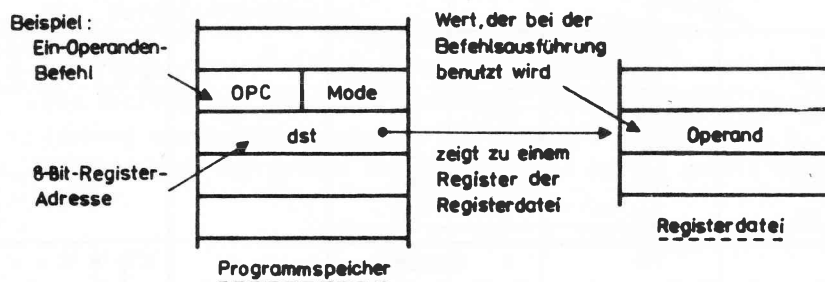 Beispiel:
Ein-Operanden-
Befehl
OPC
Mode
dst
8-Bit-Register-
Adresse
Programmspeicher
Wert, der bei der
Befehlsausführung
benutzt wird
zeigt zu einem
Register der
Registerdatei
Operand
Registerdatei